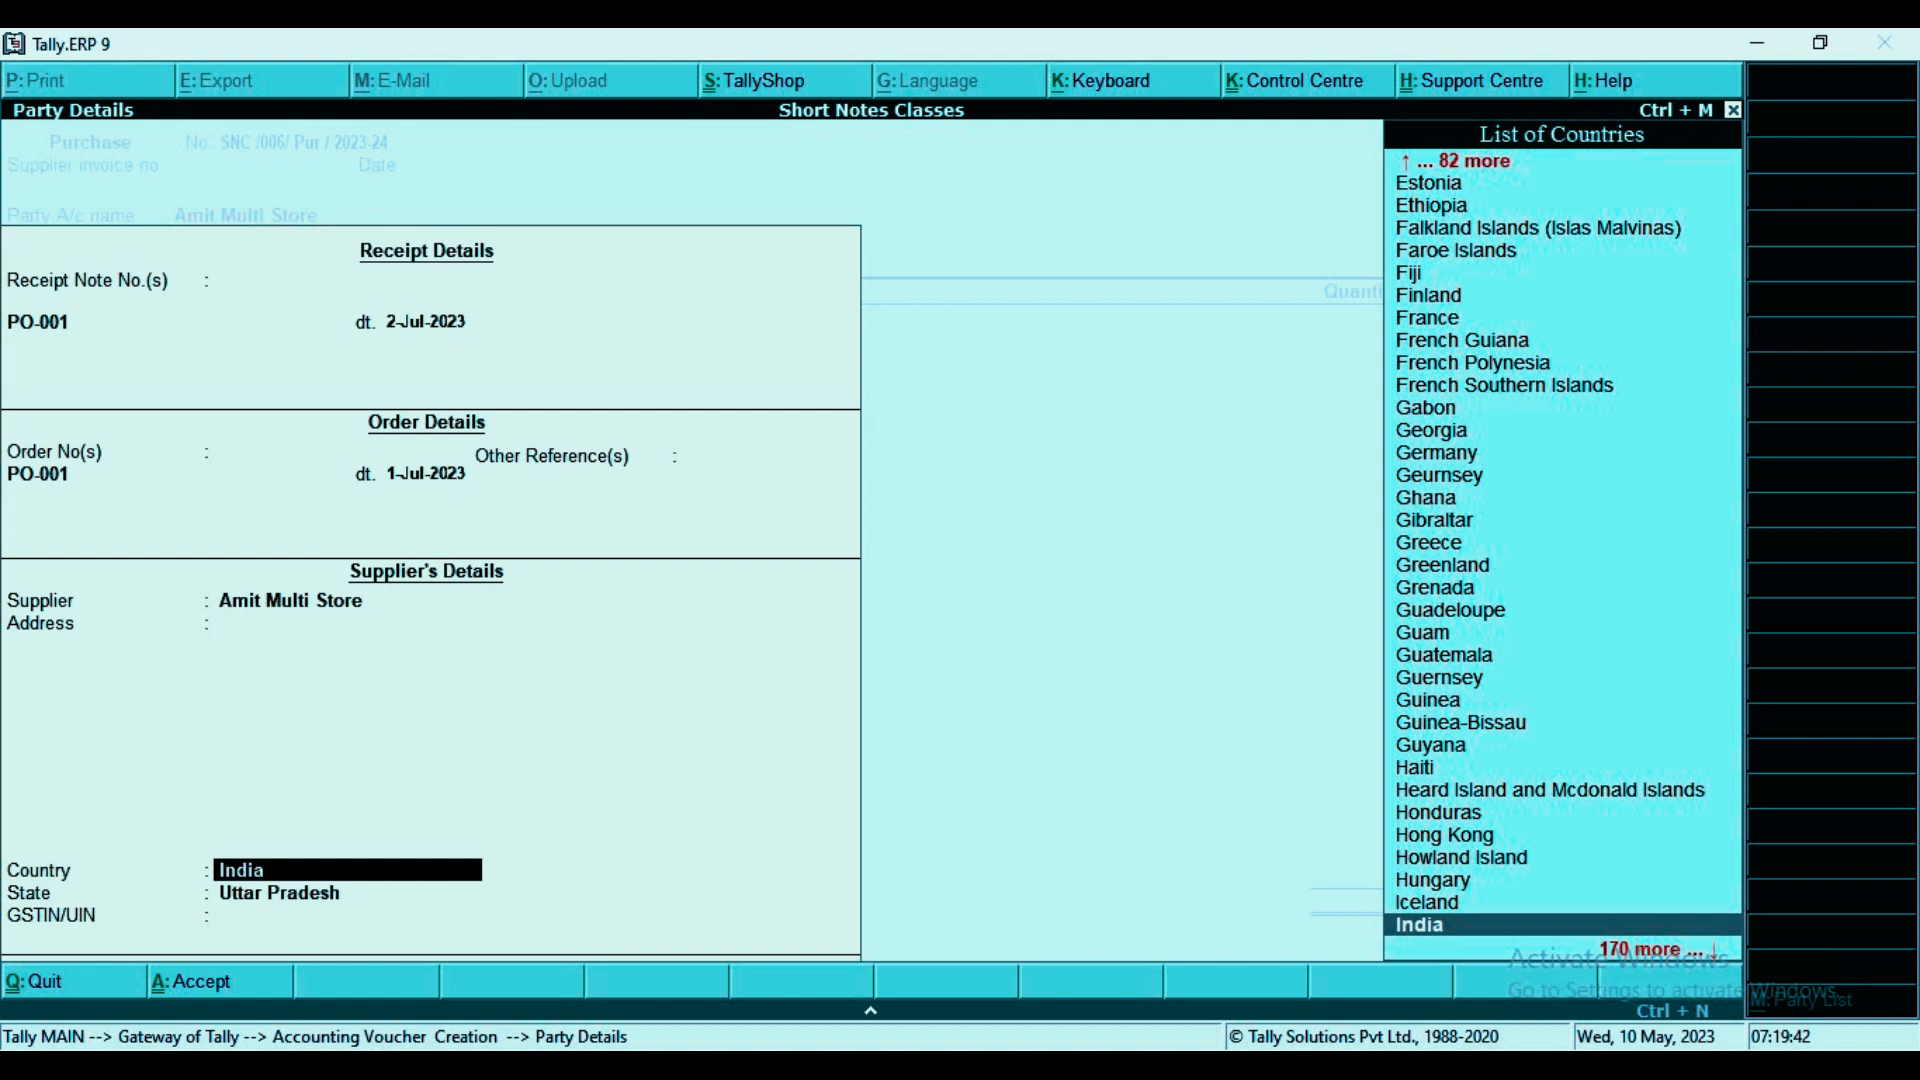 Tally.ERP 9
P: Print E: Export M: E-Mail O: Upload S: TallyShop G: Language K: Keyboard K: Control Centre H: Support Centre H: Help
Party Details Short Notes Classes Ctrl + M
Purchase No. SNC /006/ Pur / 2023-24
Supplier invoice no. Date
Party A/c name Amit Multi Store
Receipt Details
Receipt Note No.(s) :
PO-001 dt. 2-Jul-2023
Order Details
Order No(s) : Other Reference(s) :
PO-001 dt. 1-Jul-2023
Supplier's Details
Supplier : Amit Multi Store
Address :
Country : India
State : Uttar Pradesh
GSTIN/UIN :
Quanti
List of Countries
↑ ... 82 more
Estonia
Ethiopia
Falkland Islands (Islas Malvinas)
Faroe Islands
Fiji
Finland
France
French Guiana
French Polynesia
French Southern Islands
Gabon
Georgia
Germany
Geurnsey
Ghana
Gibraltar
Greece
Greenland
Grenada
Guadeloupe
Guam
Guatemala
Guernsey
Guinea
Guinea-Bissau
Guyana
Haiti
Heard Island and Mcdonald Islands
Honduras
Hong Kong
Howland Island
Hungary
Iceland
India
170 more ... ↓
Activate Windows
Go to Settings to activate Windows.
M: Party List
Q: Quit A: Accept
Ctrl + N
Tally MAIN --> Gateway of Tally --> Accounting Voucher Creation --> Party Details © Tally Solutions Pvt Ltd., 1988-2020 Wed, 10 May, 2023 07:19:42